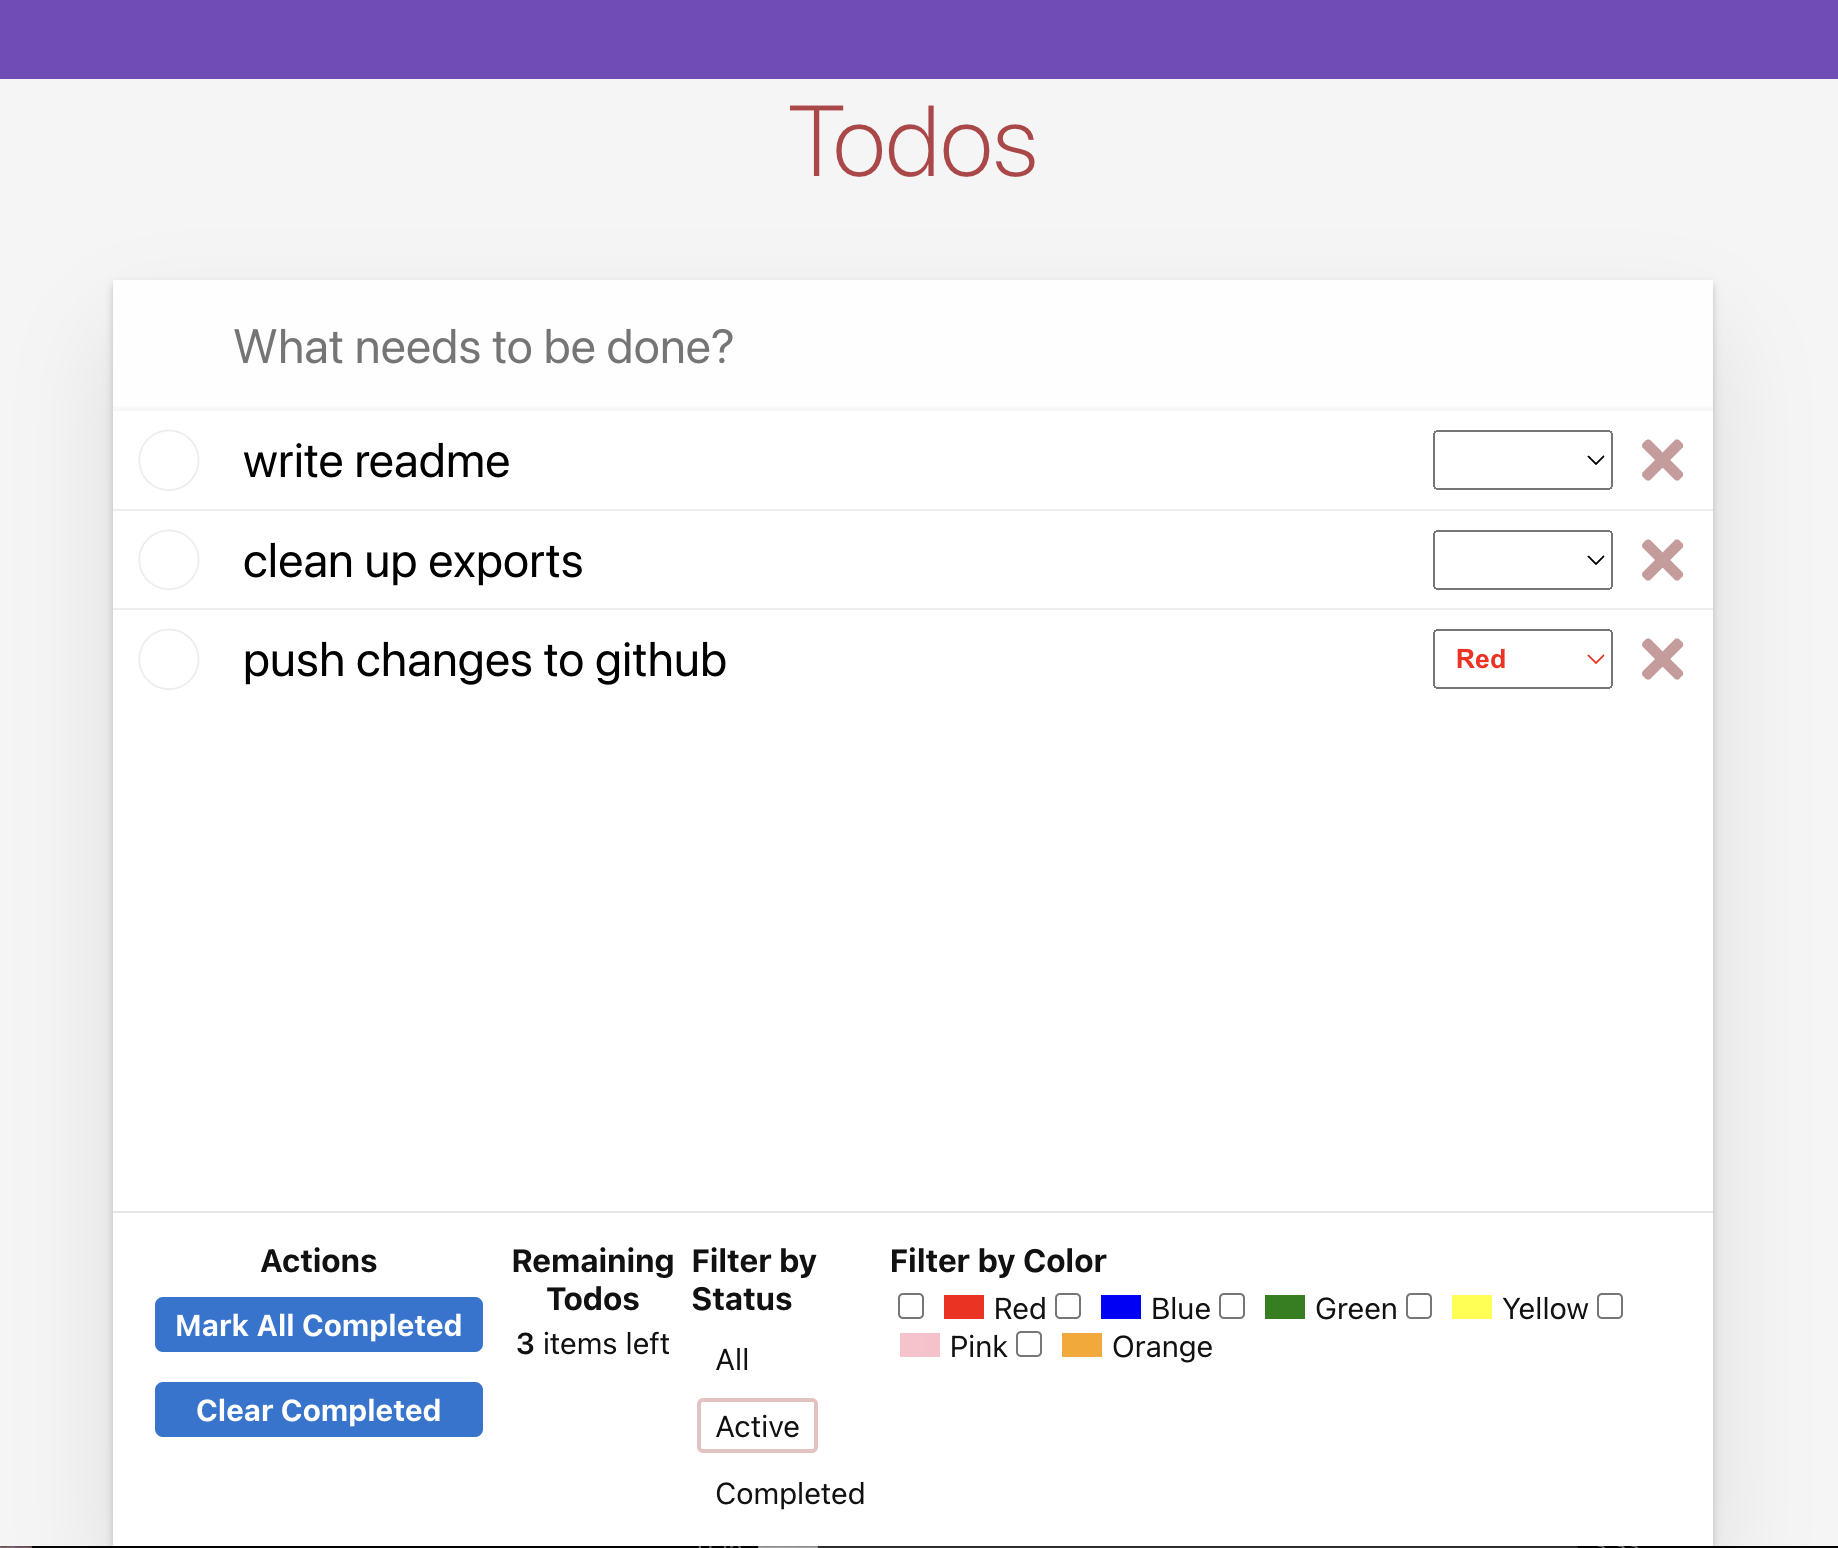 Todos
What needs to be done?
write readme
clean up exports
push changes to github
Red
Actions
Mark All Completed
Clear Completed
Remaining
Todos
3 items left
Filter by
Status
All
Active
Completed
Filter by Color
Red Blue Green Yellow
Pink Orange